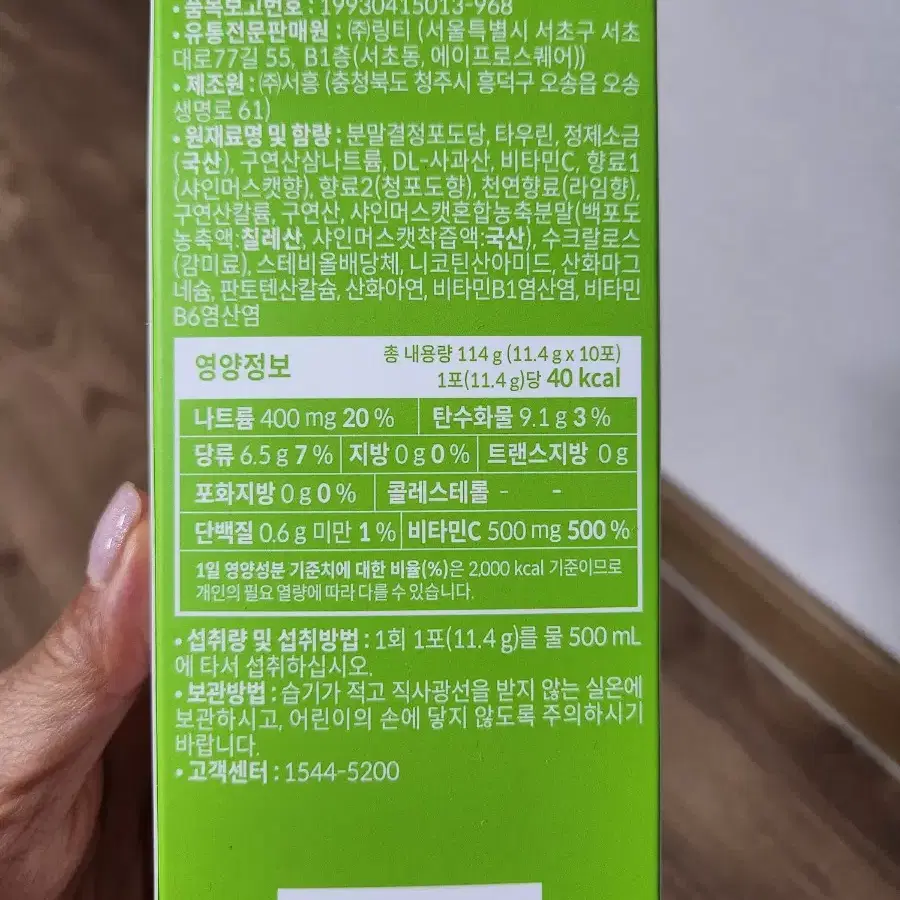 • 품목보고번호 : 19930415013-968
• 유통전문판매원 : ㈜링티 (서울특별시 서초구 서초
대로77길 55, B1층(서초동, 에이프로스퀘어))
• 제조원 : ㈜서흥 (충청북도 청주시 흥덕구 오송읍 오송
생명로 61)
• 원재료명 및 함량 : 분말결정포도당, 타우린, 정제소금
(국산), 구연산삼나트륨, DL-사과산, 비타민C, 향료1
(샤인머스캣향), 향료2(청포도향), 천연향료(라임향),
구연산칼륨, 구연산, 샤인머스캣혼합농축분말(백포도
농축액:칠레산, 샤인머스캣착즙액:국산), 수크랄로스
(감미료), 스테비올배당체, 니코틴산아미드, 산화마그
네슘, 판토텐산칼슘, 산화아연, 비타민B1염산염, 비타민
B6염산염
영양정보
총 내용량 114 g (11.4 g x 10포)
1포(11.4 g)당 40 kcal
나트륨 400 mg 20 % 탄수화물 9.1 g 3 %
당류 6.5 g 7 % 지방 0 g 0 % 트랜스지방 0 g
포화지방 0 g 0 % 콜레스테롤 - -
단백질 0.6 g 미만 1 % 비타민C 500 mg 500 %
1일 영양성분 기준치에 대한 비율(%)은 2,000 kcal 기준이므로
개인의 필요 열량에 따라 다를 수 있습니다.
• 섭취량 및 섭취방법 : 1회 1포(11.4 g)를 물 500 mL
에 타서 섭취하십시오.
• 보관방법 : 습기가 적고 직사광선을 받지 않는 실온에
보관하시고, 어린이의 손에 닿지 않도록 주의하시기
바랍니다.
• 고객센터 : 1544-5200